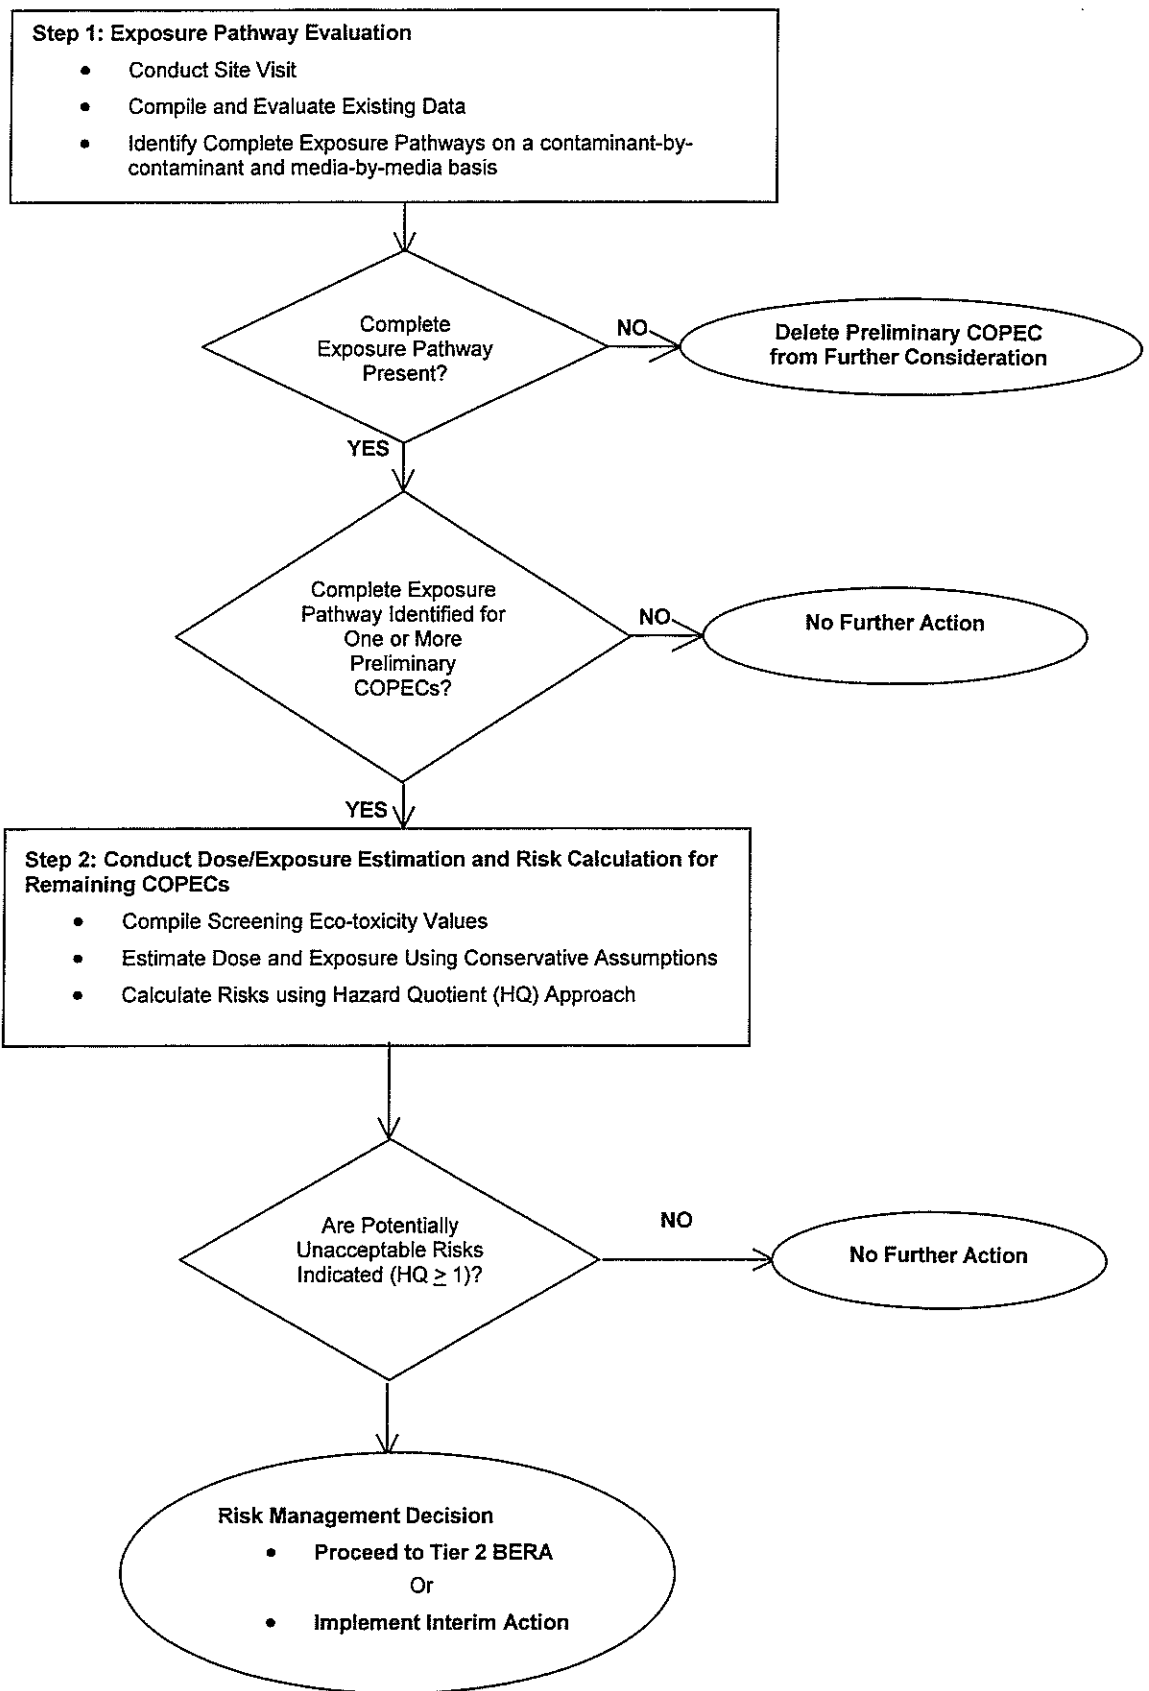 Step 1: Exposure Pathway Evaluation
• Conduct Site Visit
• Compile and Evaluate Existing Data
• Identify Complete Exposure Pathways on a contaminant-by-
contaminant and media-by-media basis
Complete
Exposure Pathway
Present?
NO
Delete Preliminary COPEC
from Further Consideration
YES
Complete Exposure
Pathway Identified for
One or More
Preliminary
COPECs?
NO
No Further Action
YES
Step 2: Conduct Dose/Exposure Estimation and Risk Calculation for
Remaining COPECs
• Compile Screening Eco-toxicity Values
• Estimate Dose and Exposure Using Conservative Assumptions
• Calculate Risks using Hazard Quotient (HQ) Approach
Are Potentially
Unacceptable Risks
Indicated (HQ ≥ 1)?
NO
No Further Action
Risk Management Decision
• Proceed to Tier 2 BERA
Or
• Implement Interim Action